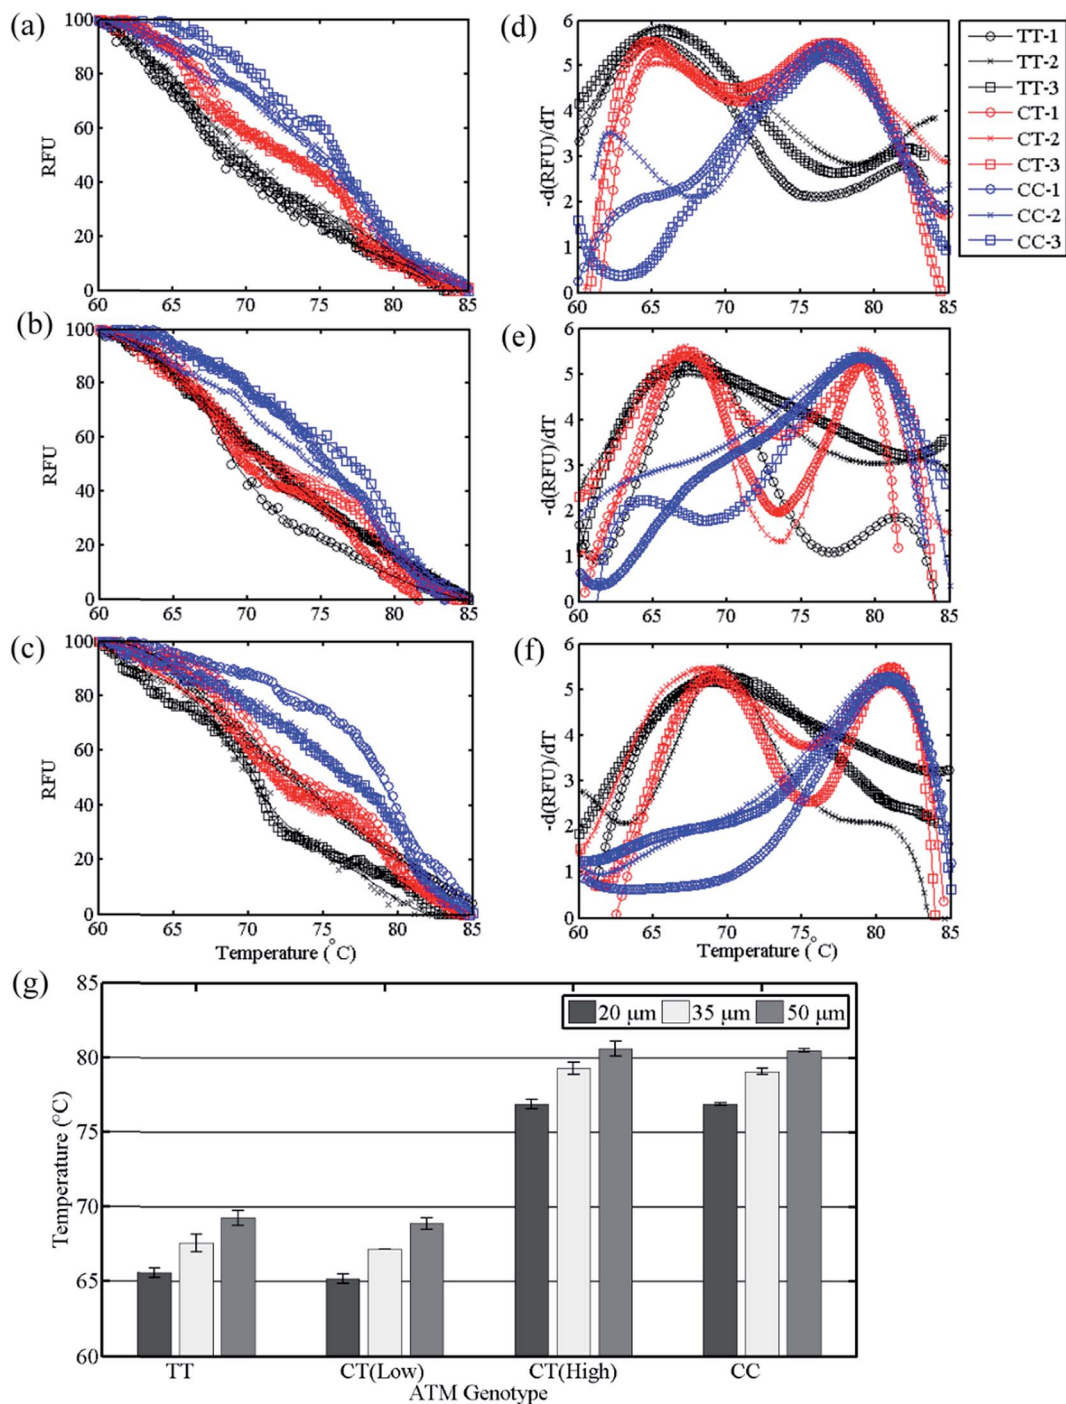 (a)
100
80
60
40
20
0
RFU
60 65 70 75 80 85
(d)
6
5
4
3
2
1
0
-d(RFU)/dT
60 65 70 75 80 85
TT-1
TT-2
TT-3
CT-1
CT-2
CT-3
CC-1
CC-2
CC-3
(b)
100
80
60
40
20
0
RFU
60 65 70 75 80 85
(e)
6
5
4
3
2
1
0
-d(RFU)/dT
60 65 70 75 80 85
(c)
100
80
60
40
20
0
RFU
60 65 70 75 80 85
Temperature (°C)
(f)
6
5
4
3
2
1
0
-d(RFU)/dT
60 65 70 75 80 85
Temperature (°C)
(g)
85
80
75
70
65
60
Temperature (°C)
20 μm 35 μm 50 μm
TT CT(Low) CT(High) CC
ATM Genotype